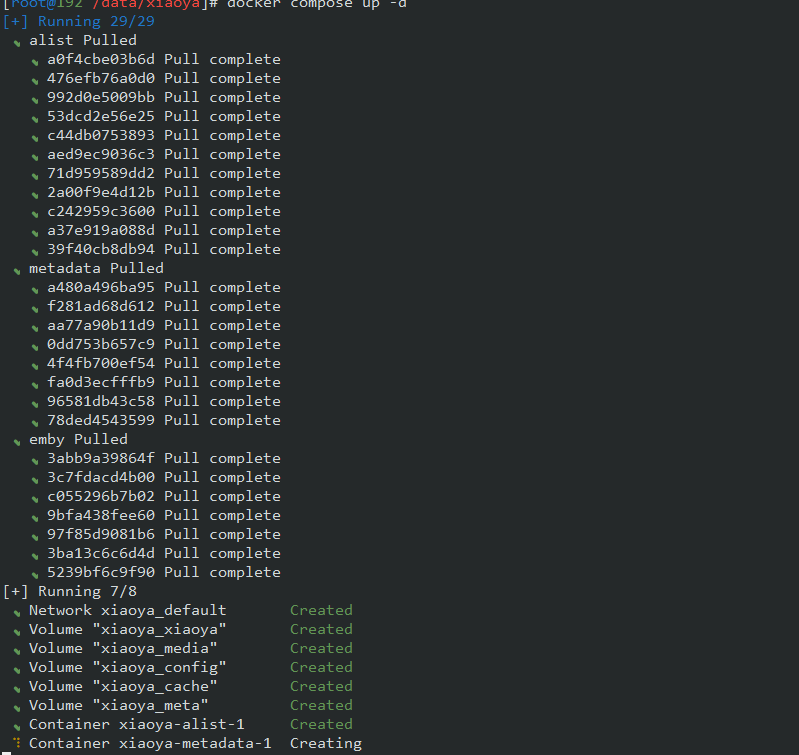 [root@192 /data/xiaoya]# docker compose up -d
[+] Running 29/29
alist Pulled
a0f4cbe03b6d Pull complete
476efb76a0d0 Pull complete
992d0e5009bb Pull complete
53dcd2e56e25 Pull complete
c44db0753893 Pull complete
aed9ec9036c3 Pull complete
71d959589dd2 Pull complete
2a00f9e4d12b Pull complete
c242959c3600 Pull complete
a37e919a088d Pull complete
39f40cb8db94 Pull complete
metadata Pulled
a480a496ba95 Pull complete
f281ad68d612 Pull complete
aa77a90b11d9 Pull complete
0dd753b657c9 Pull complete
4f4fb700ef54 Pull complete
fa0d3ecfffb9 Pull complete
96581db43c58 Pull complete
78ded4543599 Pull complete
emby Pulled
3abb9a39864f Pull complete
3c7fdacd4b00 Pull complete
c055296b7b02 Pull complete
9bfa438fee60 Pull complete
97f85d9081b6 Pull complete
3ba13c6c6d4d Pull complete
5239bf6c9f90 Pull complete
[+] Running 7/8
Network xiaoya_default Created
Volume "xiaoya_xiaoya" Created
Volume "xiaoya_media" Created
Volume "xiaoya_config" Created
Volume "xiaoya_cache" Created
Volume "xiaoya_meta" Created
Container xiaoya-alist-1 Created
Container xiaoya-metadata-1 Creating